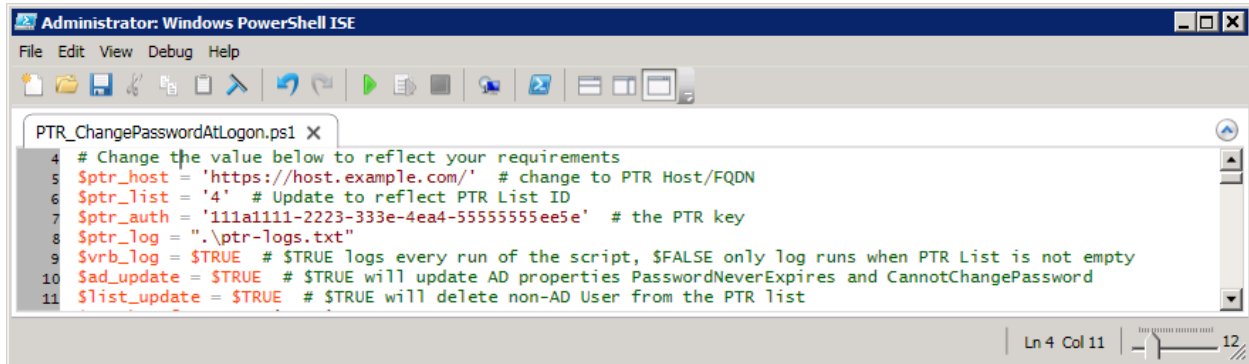 Administrator: Windows PowerShell ISE
File Edit View Debug Help
PTR_ChangePasswordAtLogon.ps1
4 # Change the value below to reflect your requirements
5 $ptr_host = 'https://host.example.com/' # change to PTR Host/FQDN
6 $ptr_list = '4' # Update to reflect PTR List ID
7 $ptr_auth = '111a1111-2223-333e-4ea4-55555555ee5e' # the PTR key
8 $ptr_log = ".\ptr-logs.txt"
9 $vrb_log = $TRUE # $TRUE logs every run of the script, $FALSE only log runs when PTR List is not empty
10 $ad_update = $TRUE # $TRUE will update AD properties PasswordNeverExpires and CannotChangePassword
11 $list_update = $TRUE # $TRUE will delete non-AD User from the PTR list
Ln 4 Col 11 12